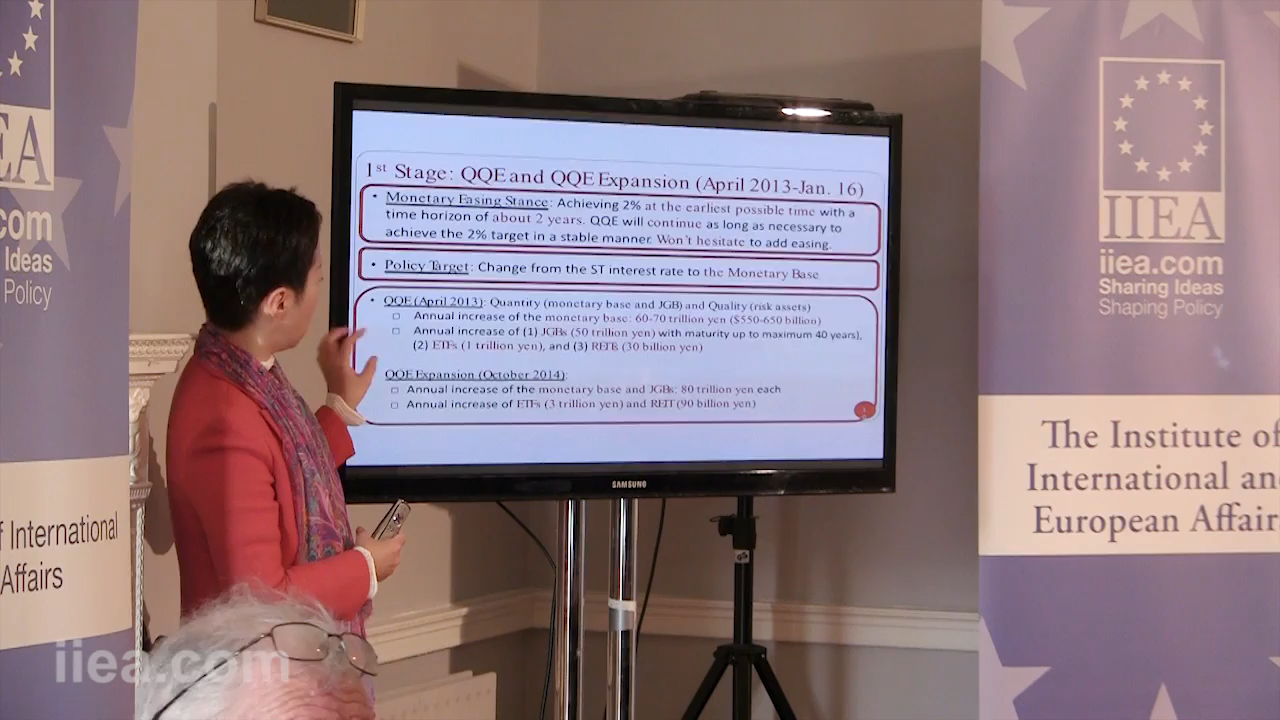 EA
.com
Ideas
Policy
f International
Affairs
1st Stage: QQE and QQE Expansion (April 2013-Jan. 16)
• Monetary Easing Stance: Achieving 2% at the earliest possible time with a
time horizon of about 2 years. QQE will continue as long as necessary to
achieve the 2% target in a stable manner. Won't hesitate to add easing.
• Policy Target: Change from the ST interest rate to the Monetary Base
• QQE (April 2013): Quantity (monetary base and JGB) and Quality (risk assets)
□ Annual increase of the monetary base: 60-70 trillion yen ($550-650 billion)
□ Annual increase of (1) JGBs (50 trillion yen) with maturity up to maximum 40 years),
(2) ETFs (1 trillion yen), and (3) REITs (30 billion yen)
QQE Expansion (October 2014):
□ Annual increase of the monetary base and JGBs: 80 trillion yen each
□ Annual increase of ETFs (3 trillion yen) and REIT (90 billion yen)
SAMSUNG
IIEA
iiea.com
Sharing Ideas
Shaping Policy
The Institute of
International an
European Affair
iiea.com